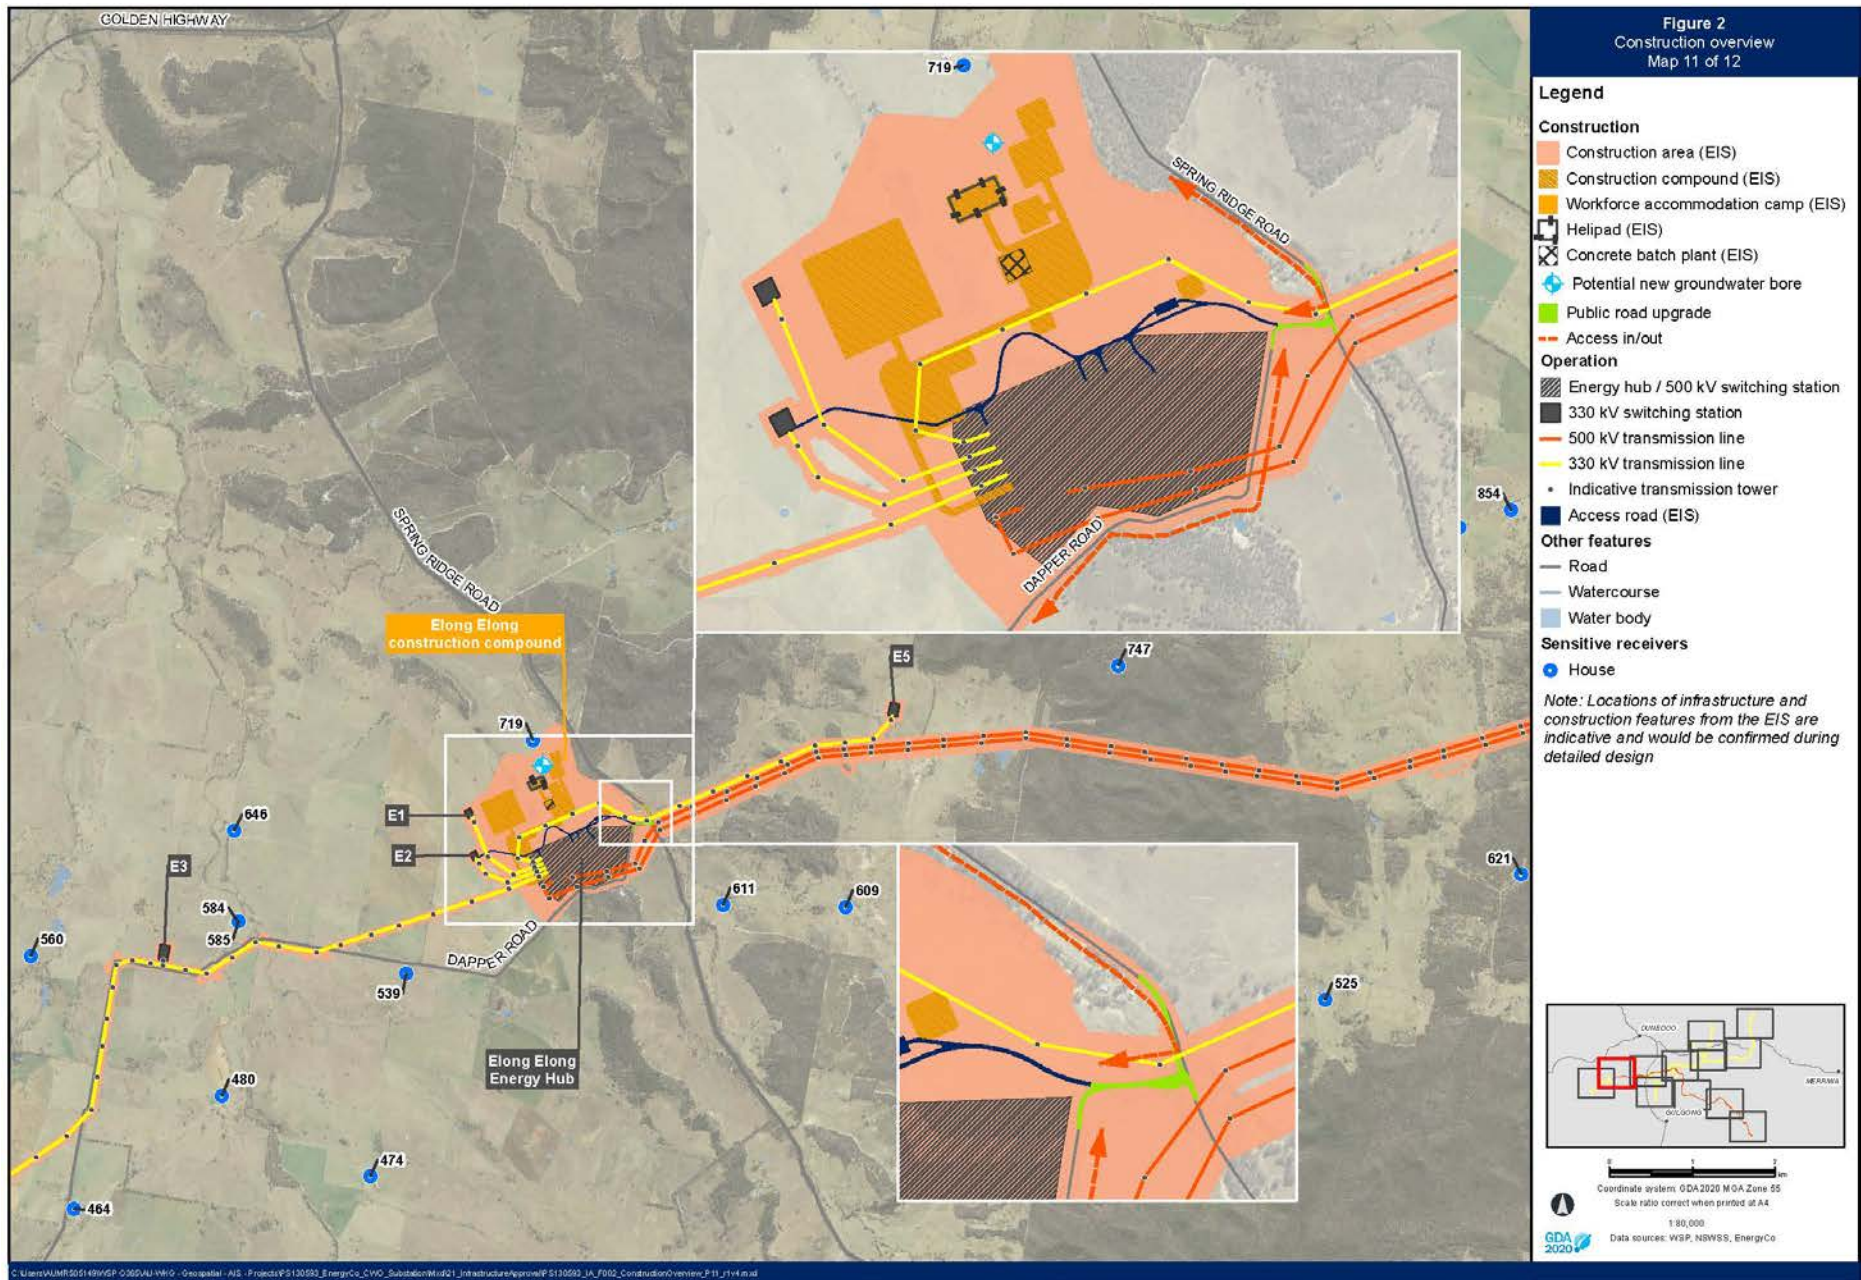 GOLDEN HIGHWAY
719
SPRING RIDGE ROAD
DAPPER ROAD
854
SPRING RIDGE ROAD
Elong Elong
construction compound
E5
747
719
646
E1
E2
E3
584
585
560
611
609
621
DAPPER ROAD
539
525
Elong Elong
Energy Hub
480
474
464
Figure 2
Construction overview
Map 11 of 12
Legend
Construction
Construction area (EIS)
Construction compound (EIS)
Workforce accommodation camp (EIS)
Helipad (EIS)
Concrete batch plant (EIS)
Potential new groundwater bore
Public road upgrade
Access in/out
Operation
Energy hub / 500 kV switching station
330 kV switching station
500 kV transmission line
330 kV transmission line
Indicative transmission tower
Access road (EIS)
Other features
Road
Watercourse
Water body
Sensitive receivers
House
Note: Locations of infrastructure and
construction features from the EIS are
indicative and would be confirmed during
detailed design
DUNEDOO
MERRIWA
GULGONG
0 1 2
km
Coordinate system: GDA2020 MGA Zone 55
Scale ratio correct when printed at A4
1:80,000
GDA
2020
Data sources: WSP, NSWSS, EnergyCo